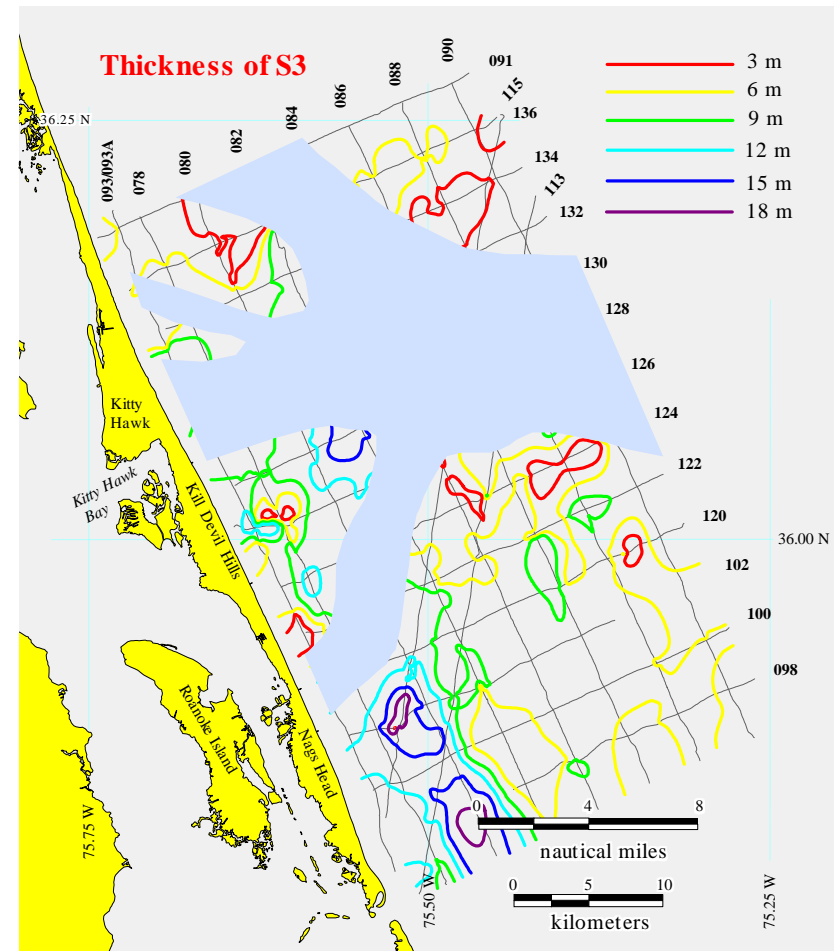 Thickness of S3
3 m
6 m
9 m
12 m
15 m
18 m
36.25 N
093/093A
078
080
082
084
086
088
090
091
115
136
134
113
132
130
128
126
124
122
120
102
100
098
36.00 N
Kitty
Hawk
Kitty Hawk
Bay
Kill Devil Hills
Roanoke Island
Nags Head
75.75 W
75.50 W
75.25 W
0 4 8
nautical miles
0 5 10
kilometers